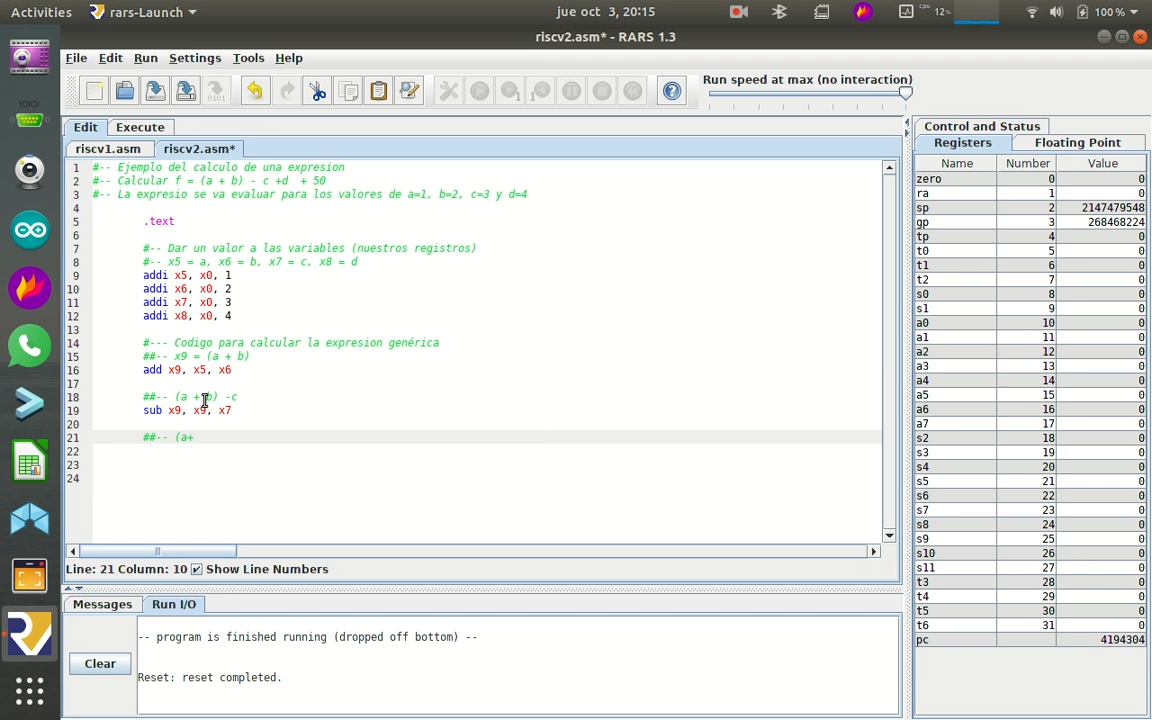 Activities rars-Launch jue oct 3, 20:15 cpu 12% 100%
riscv2.asm* - RARS 1.3
File Edit Run Settings Tools Help
Run speed at max (no interaction)
Edit Execute
riscv1.asm riscv2.asm*
1 #-- Ejemplo del calculo de una expresion
2 #-- Calcular f = (a + b) - c +d  + 50
3 #-- La expresio se va evaluar para los valores de a=1, b=2, c=3 y d=4
4
5 .text
6
7 #-- Dar un valor a las variables (nuestros registros)
8 #-- x5 = a, x6 = b, x7 = c, x8 = d
9 addi x5, x0, 1
10 addi x6, x0, 2
11 addi x7, x0, 3
12 addi x8, x0, 4
13
14 #--- Codigo para calcular la expresion genérica
15 ##-- x9 = (a + b)
16 add x9, x5, x6
17
18 ##-- (a + b) -c
19 sub x9, x9, x7
20
21 ##-- (a+
22
23
24
Line: 21 Column: 10 Show Line Numbers
Messages Run I/O
-- program is finished running (dropped off bottom) --
Clear
Reset: reset completed.
Control and Status
Registers Floating Point
Name Number Value
zero 0 0
ra 1 0
sp 2 2147479548
gp 3 268468224
tp 4 0
t0 5 0
t1 6 0
t2 7 0
s0 8 0
s1 9 0
a0 10 0
a1 11 0
a2 12 0
a3 13 0
a4 14 0
a5 15 0
a6 16 0
a7 17 0
s2 18 0
s3 19 0
s4 20 0
s5 21 0
s6 22 0
s7 23 0
s8 24 0
s9 25 0
s10 26 0
s11 27 0
t3 28 0
t4 29 0
t5 30 0
t6 31 0
pc 4194304